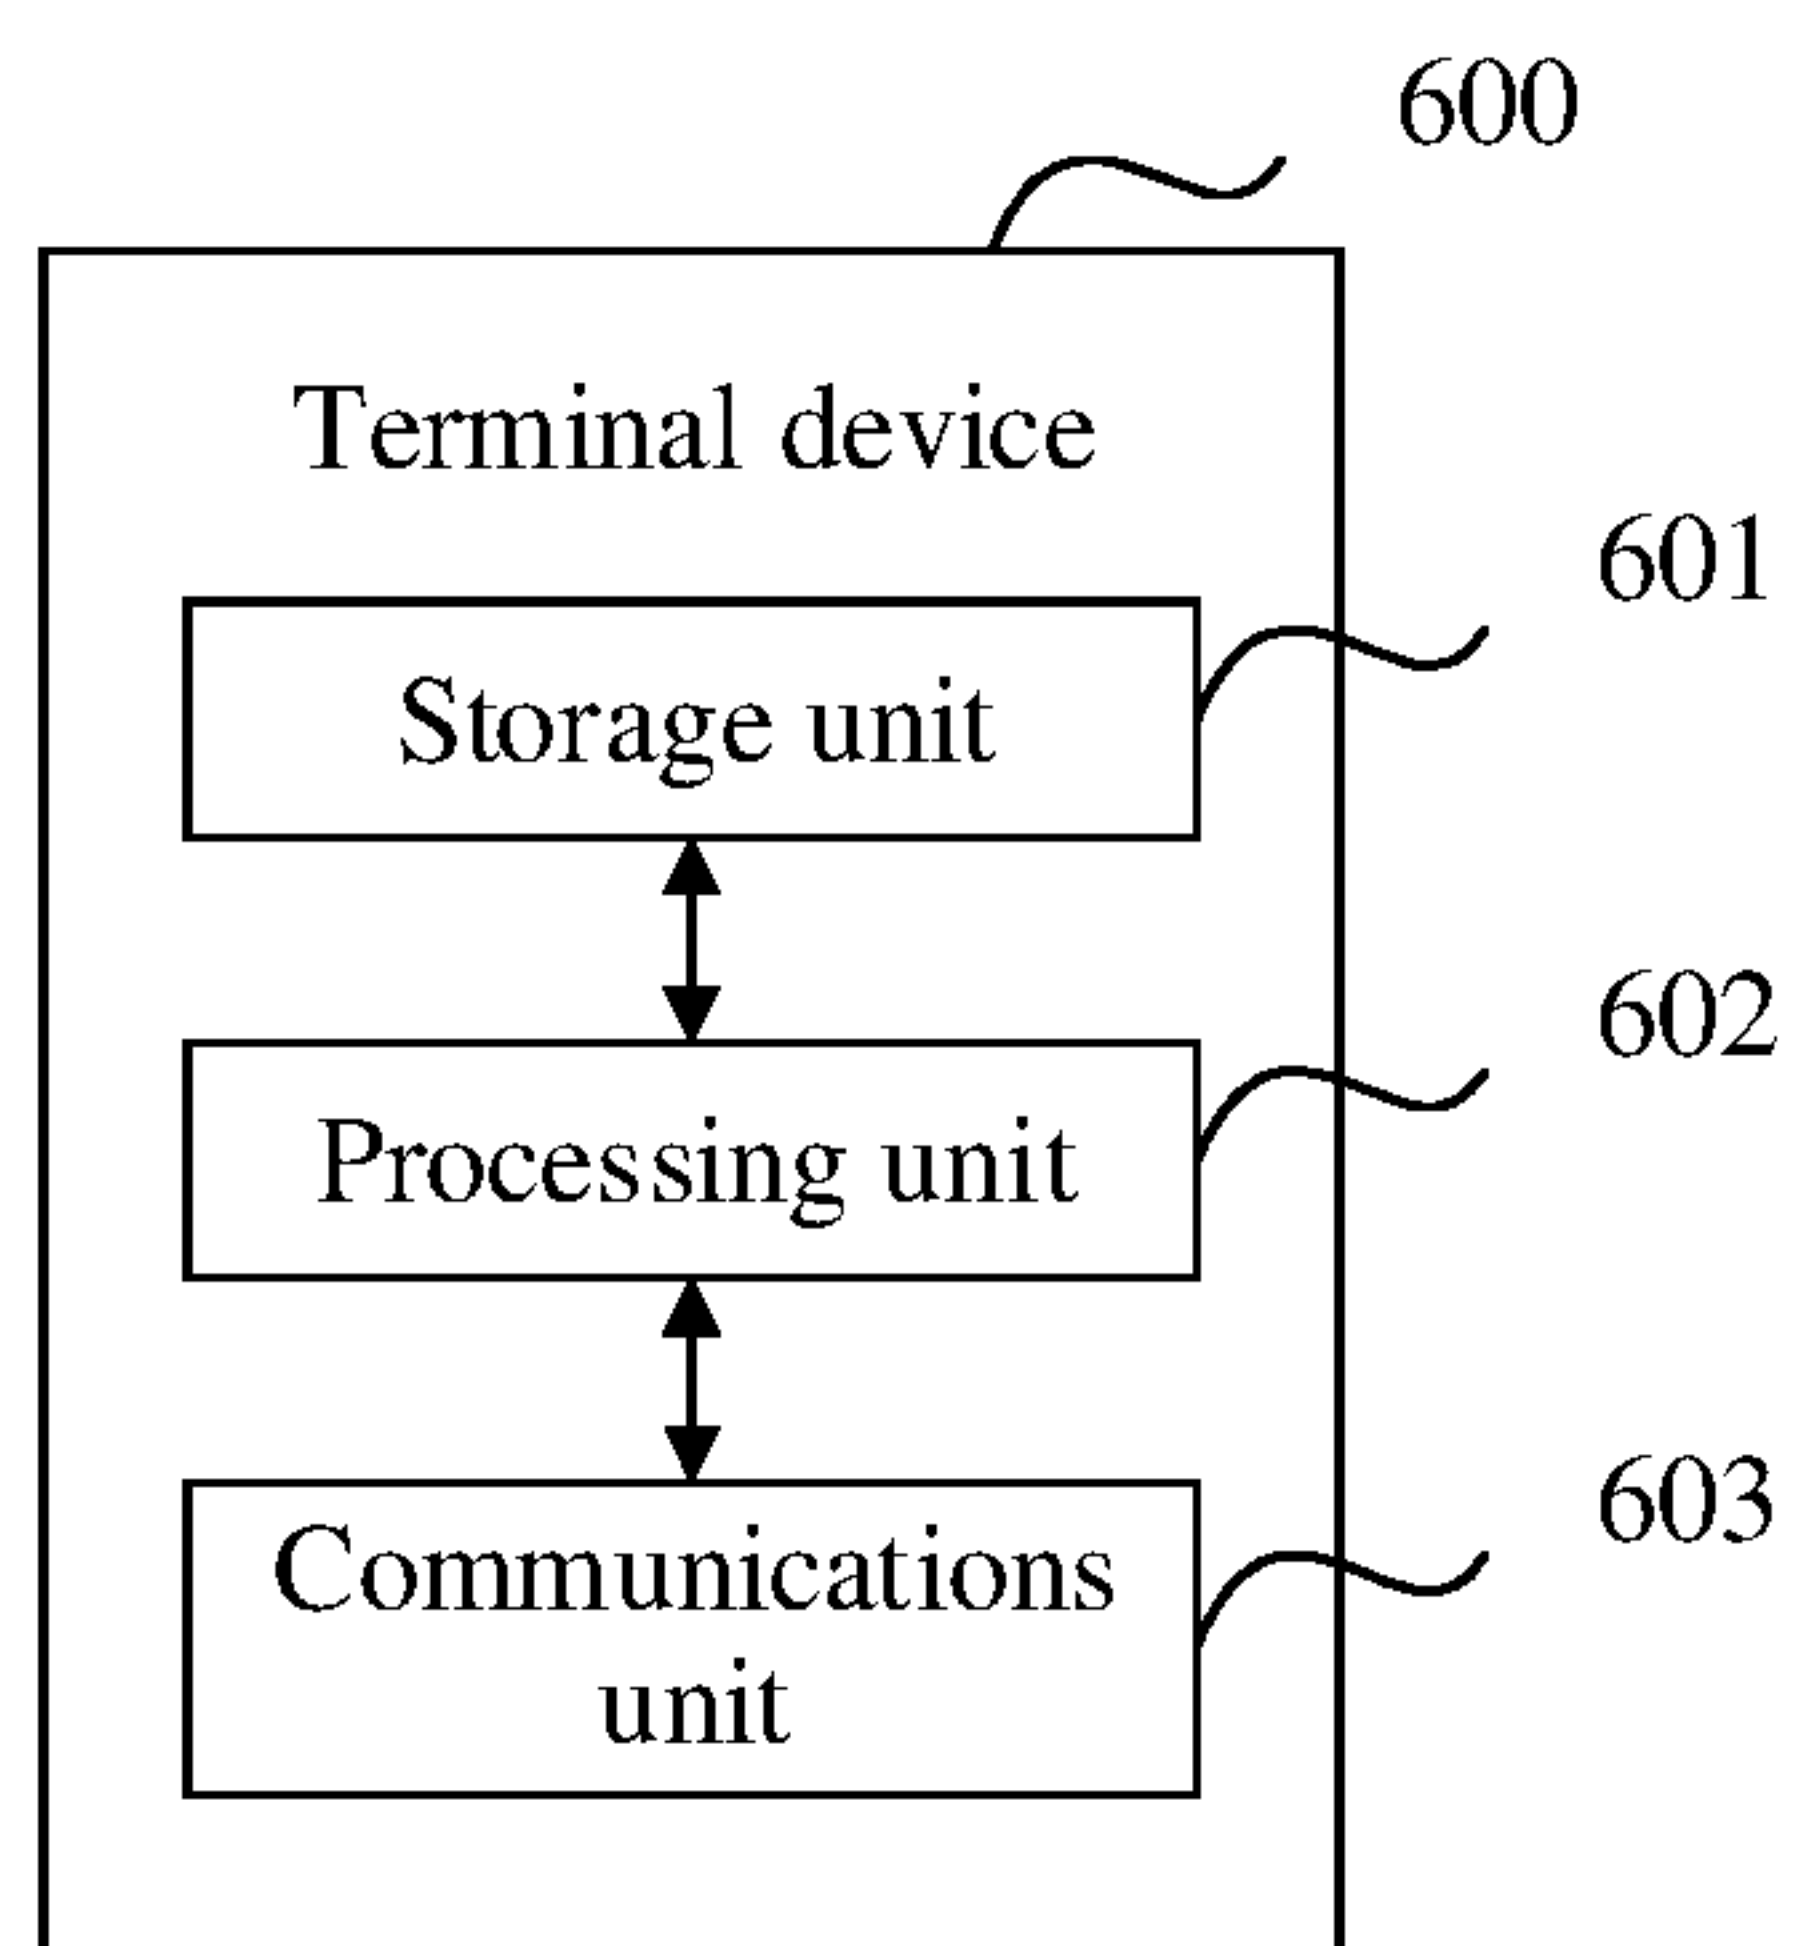 600
Terminal device
601
Storage unit
602
Processing unit
603
Communications
unit